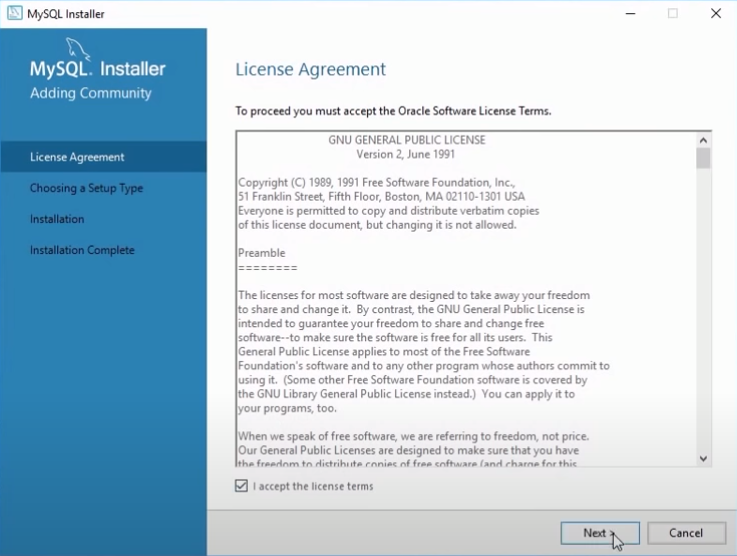 MySQL Installer
MySQL. Installer
Adding Community
License Agreement
Choosing a Setup Type
Installation
Installation Complete
License Agreement
To proceed you must accept the Oracle Software License Terms.
GNU GENERAL PUBLIC LICENSE
Version 2, June 1991
Copyright (C) 1989, 1991 Free Software Foundation, Inc.,
51 Franklin Street, Fifth Floor, Boston, MA 02110-1301 USA
Everyone is permitted to copy and distribute verbatim copies
of this license document, but changing it is not allowed.
Preamble
========
The licenses for most software are designed to take away your freedom
to share and change it. By contrast, the GNU General Public License is
intended to guarantee your freedom to share and change free
software--to make sure the software is free for all its users. This
General Public License applies to most of the Free Software
Foundation's software and to any other program whose authors commit to
using it. (Some other Free Software Foundation software is covered by
the GNU Library General Public License instead.) You can apply it to
your programs, too.
When we speak of free software, we are referring to freedom, not price.
Our General Public Licenses are designed to make sure that you have
the freedom to distribute copies of free software (and charge for this
I accept the license terms
Next >
Cancel